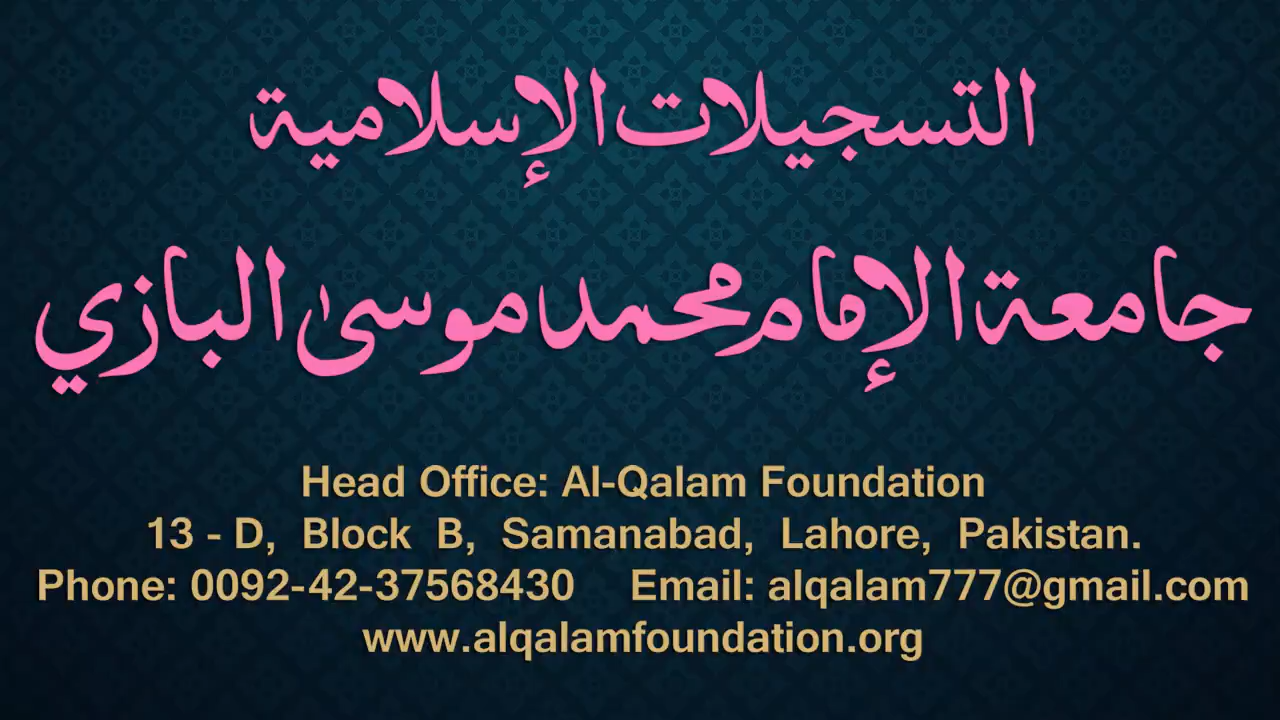 التسجيلات الإسلامية
جامعة الإمام محمد موسىٰ البازي
Head Office: Al-Qalam Foundation
13 - D, Block B, Samanabad, Lahore, Pakistan.
Phone: 0092-42-37568430 Email: alqalam777@gmail.com
www.alqalamfoundation.org